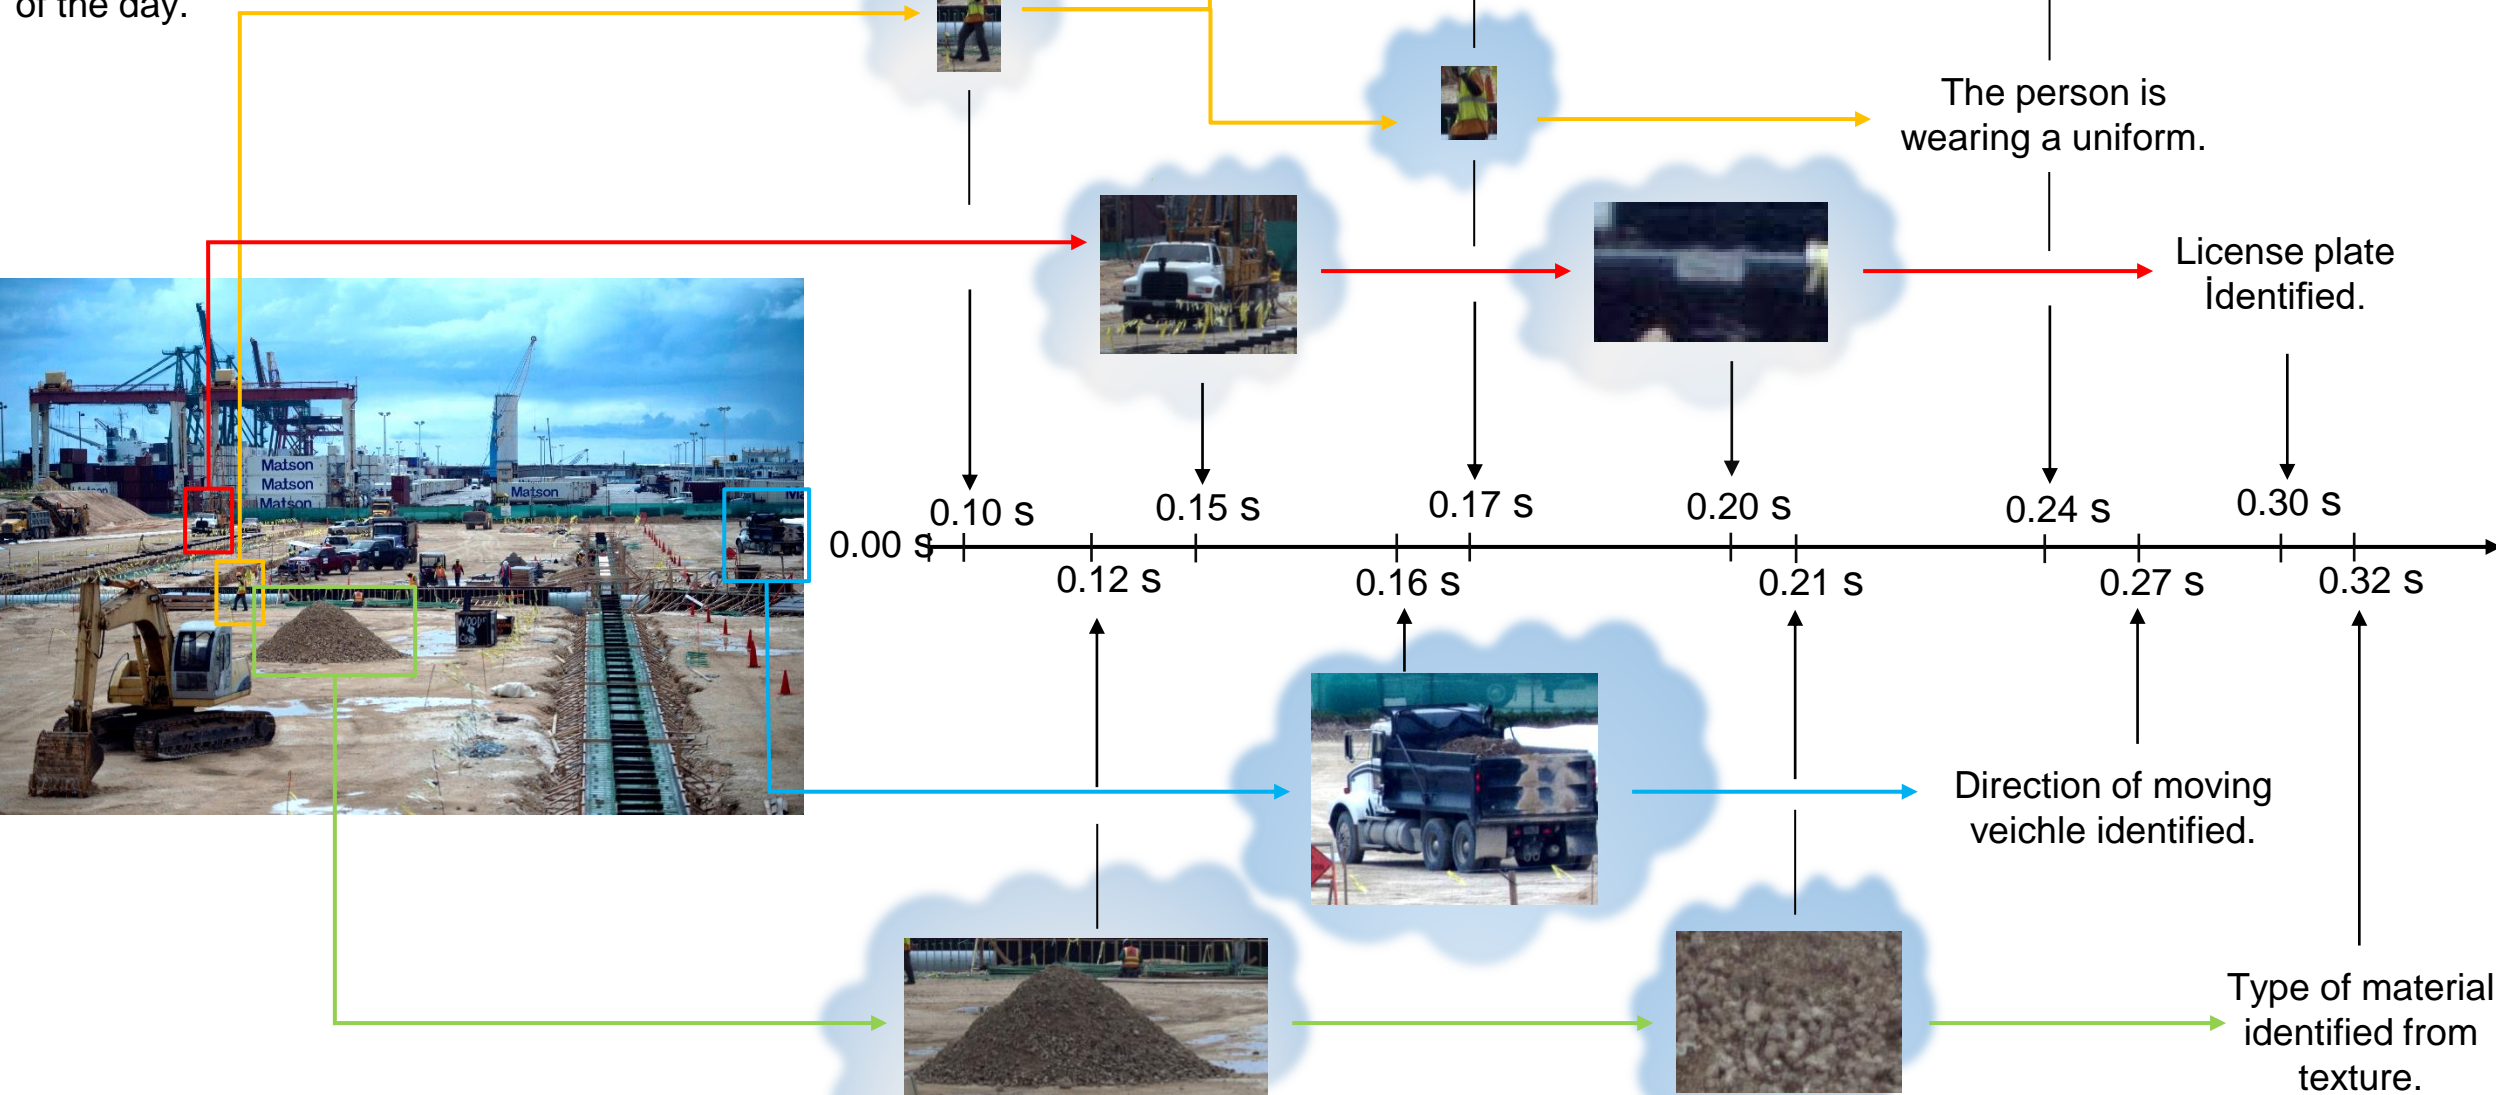 of the day.
The person is
wearing a uniform.
License plate
İdentified.
Matson
Matson
Matson
Matson
0.10 s
0.15 s
0.17 s
0.20 s
0.24 s
0.30 s
0.00 s
0.12 s
0.16 s
0.21 s
0.27 s
0.32 s
Direction of moving
veichle identified.
Type of material
identified from
texture.